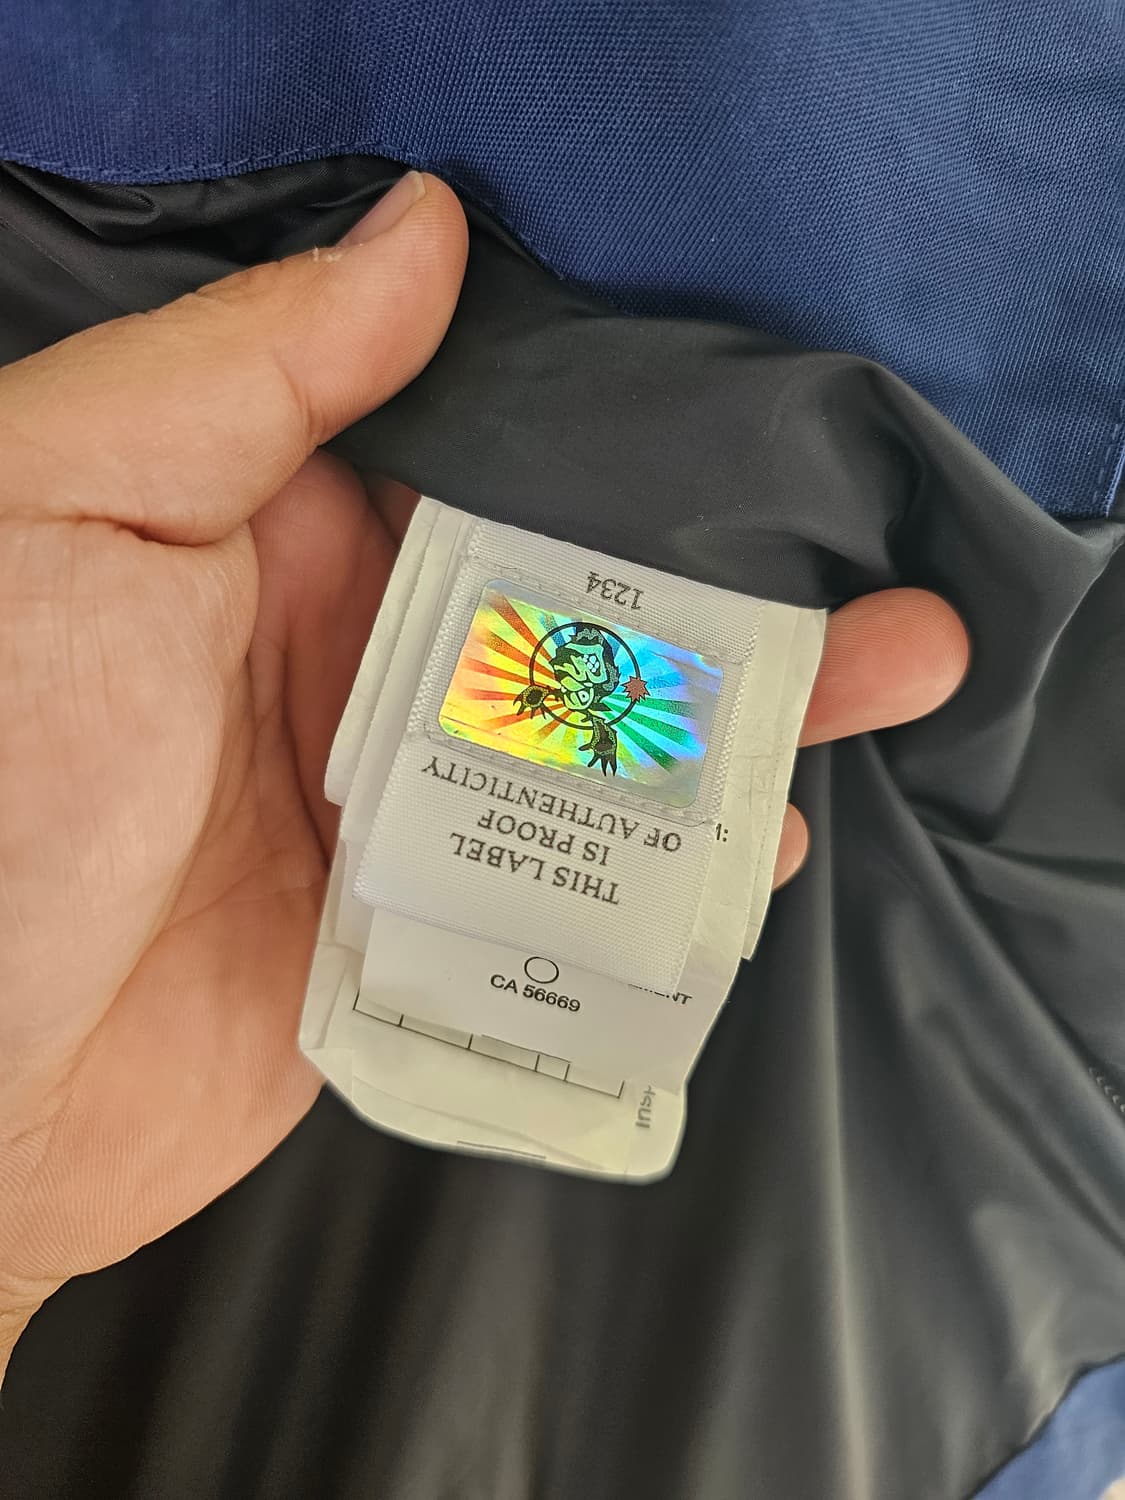 1234
THIS LABEL
IS PROOF
OF AUTHENTICITY
CA 56669